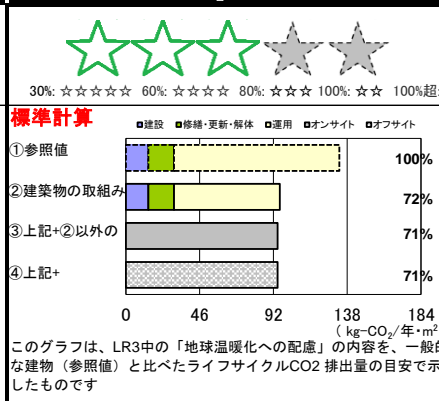 30%: ☆☆☆☆☆ 60%: ☆☆☆☆ 80%: ☆☆☆ 100%: ☆☆ 100%超:
標準計算
■建設 ■修繕・更新・解体 □運用 ■オンサイト □オフサイト
①参照値 100%
②建築物の取組み 72%
③上記+②以外の 71%
④上記+ 71%
0 46 92 138 184
( kg-CO₂/年・m²
このグラフは、LR3中の「地球温暖化への配慮」の内容を、一般的
な建物（参照値）と比べたライフサイクルCO2 排出量の目安で示
したものです